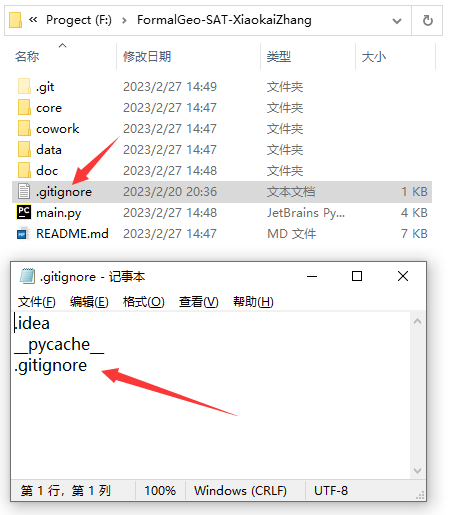 Progect (F:) › FormalGeo-SAT-XiaokaiZhang
名称 修改日期 类型 大小
.git 2023/2/27 14:49 文件夹
core 2023/2/27 14:47 文件夹
cowork 2023/2/27 14:47 文件夹
data 2023/2/27 14:47 文件夹
doc 2023/2/27 14:48 文件夹
.gitignore 2023/2/20 20:36 文本文档 1 KB
main.py 2023/2/27 14:48 JetBrains Py... 4 KB
README.md 2023/2/27 14:47 MD 文件 7 KB
.gitignore - 记事本
文件(F) 编辑(E) 格式(O) 查看(V) 帮助(H)
.idea
__pycache__
.gitignore
第 1 行，第 1 列 100% Windows (CRLF) UTF-8